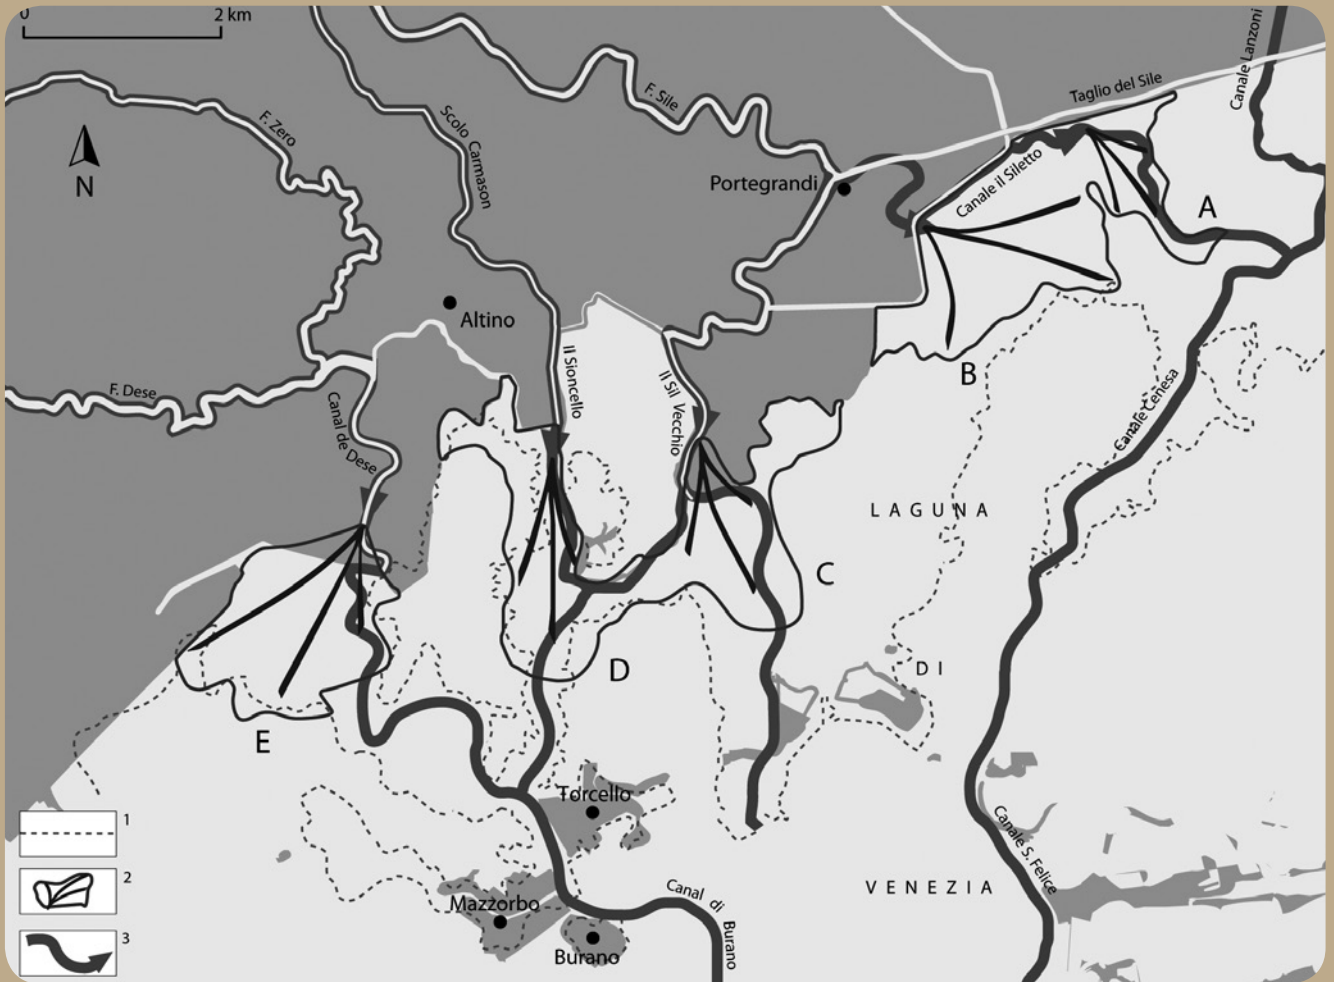 0 2 km
Canale Lanzoni
Taglio del Sile
F. Sile
F. Zero
Scolo Carmason
N
Portegrandi
Canale il Siletto
A
Altino
Il Sioncello
Il Sil Vecchio
B
F. Dese
Canal de Dese
Canale Cenesa
LAGUNA
C
D
DI
E
Torcello
1
Canale S. Felice
2
Mazzorbo
Canal di Burano
VENEZIA
3
Burano